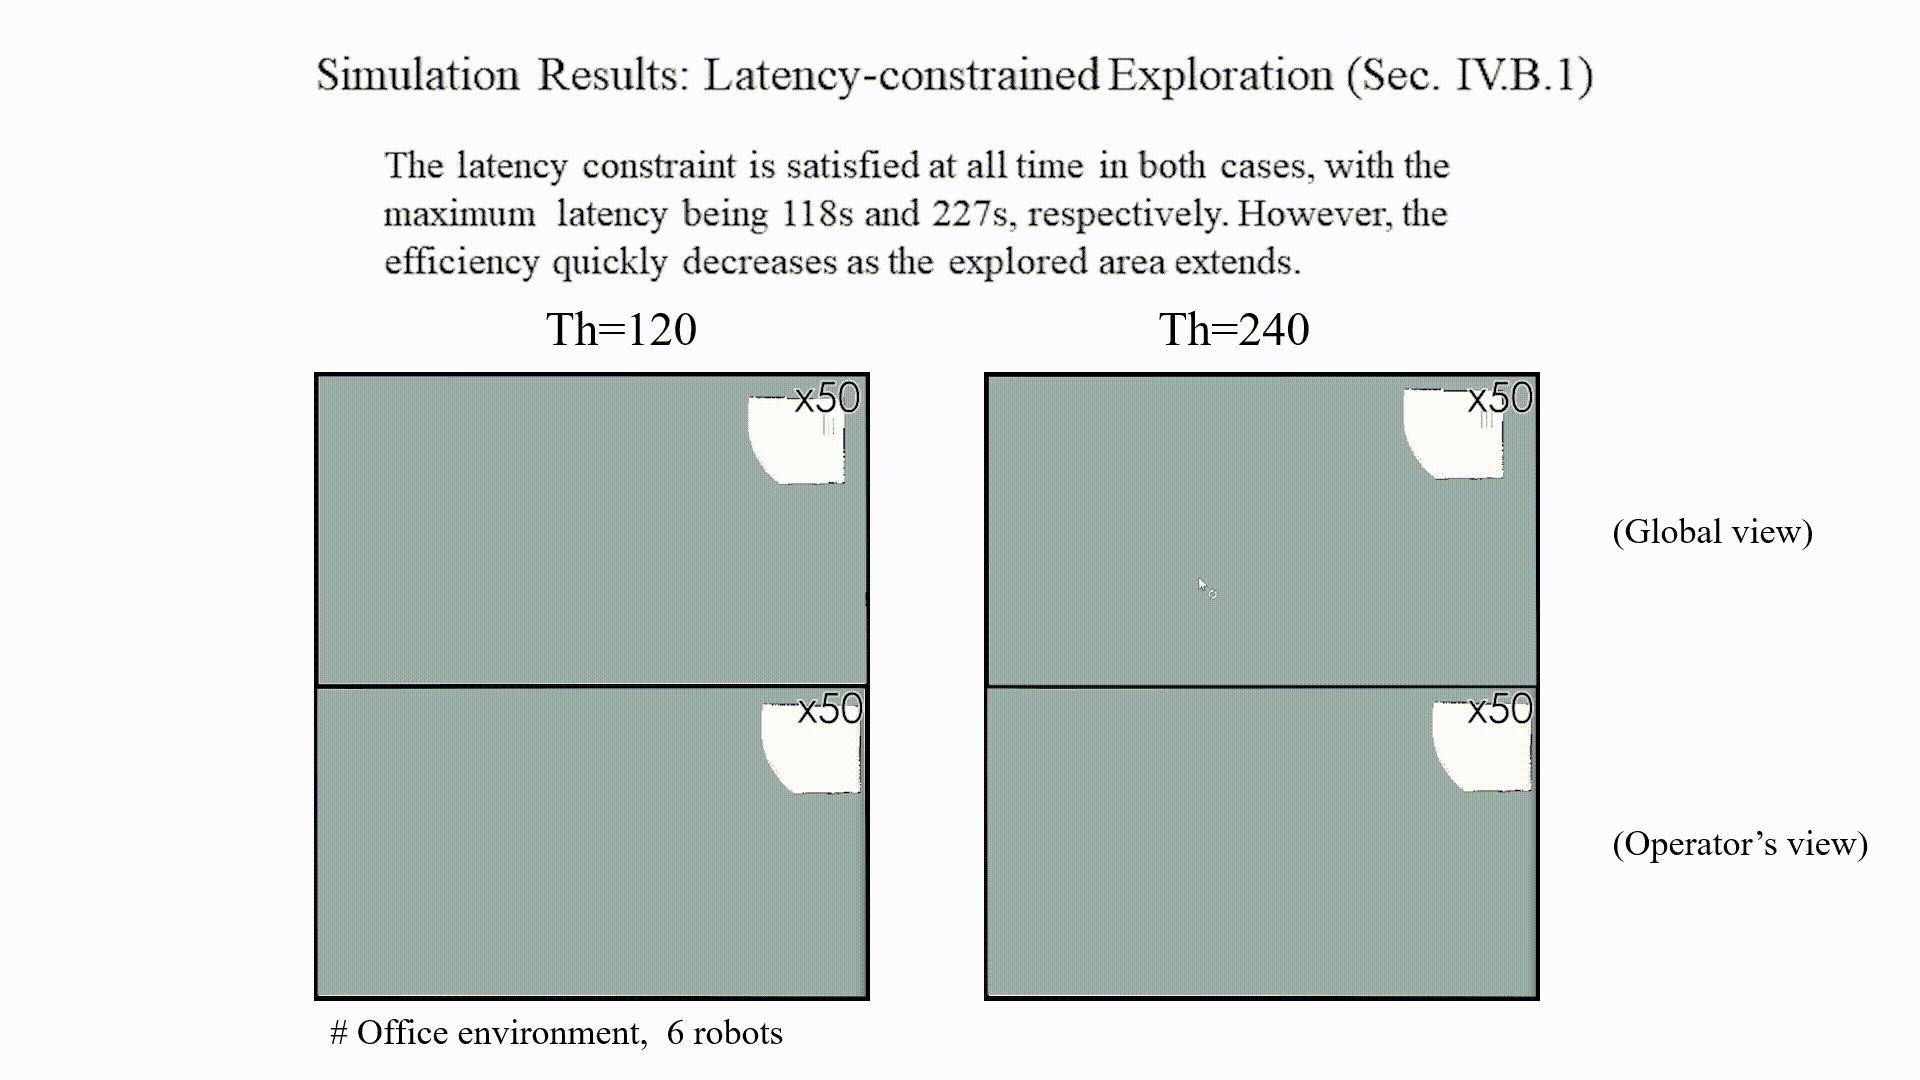 Simulation Results: Latency-constrained Exploration (Sec. IV.B.1)
The latency constraint is satisfied at all time in both cases, with the
maximum latency being 118s and 227s, respectively. However, the
efficiency quickly decreases as the explored area extends.
Th=120
Th=240
x50
x50
(Global view)
x50
x50
(Operator’s view)
# Office environment, 6 robots